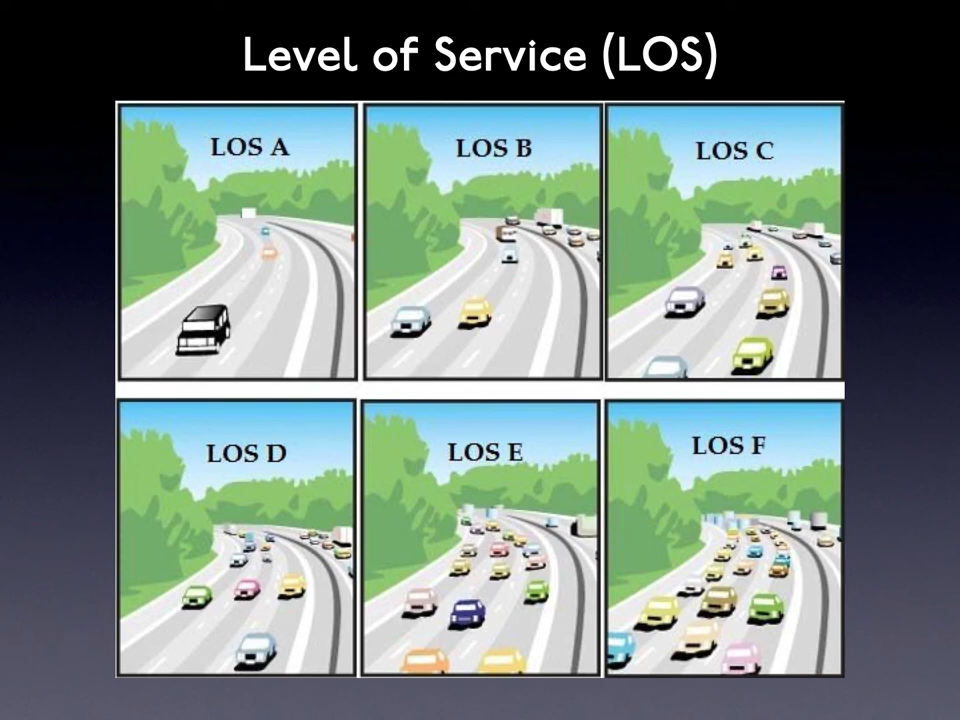 Level of Service (LOS)
LOS A
LOS B
LOS C
LOS D
LOS E
LOS F